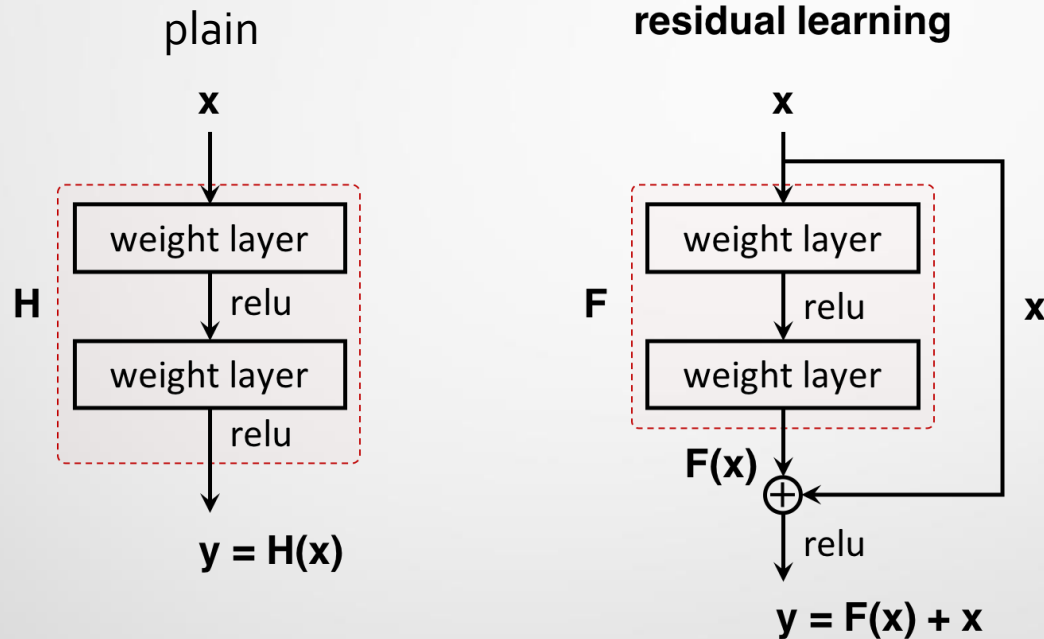 plain
x
weight layer
H
relu
weight layer
relu
y = H(x)
residual learning
x
weight layer
F
relu
x
weight layer
F(x)
relu
y = F(x) + x